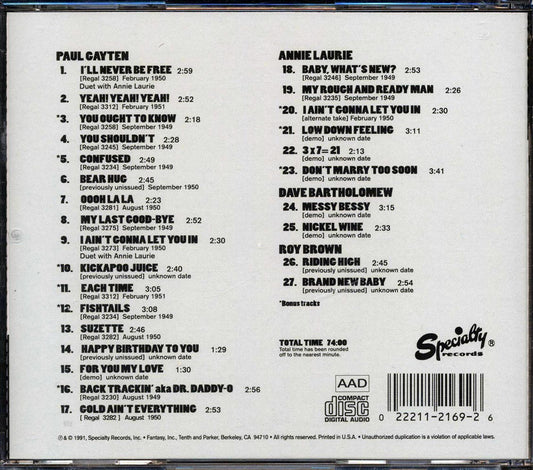 PAUL GAYTEN
1. I'LL NEVER BE FREE 2:59
[Regal 3258] February 1950
Duet with Annie Laurie
2. YEAH! YEAH! YEAH! 2:52
[Regal 3312] February 1951
*3. YOU OUGHT TO KNOW 2:18
[Regal 3258] September 1949
4. YOU SHOULDN'T 2:28
[Regal 3245] September 1949
*5. CONFUSED 2:49
[Regal 3234] September 1949
6. BEAR HUG 2:45
[previously unissued] September 1950
7. OOOH LA LA 2:23
[Regal 3281] August 1950
8. MY LAST GOOD-BYE 2:52
[Regal 3275] September 1949
9. I AIN'T GONNA LET YOU IN 2:30
[Regal 3273] February 1950
Duet with Annie Laurie
*10. KICKAPOO JUICE 2:40
[previously unissued] unknown date
*11. EACH TIME 3:05
[Regal 3312] February 1951
*12. FISHTAILS 3:08
[Regal 3234] September 1949
13. SUZETTE 2:46
[Regal 3282] August 1950
14. HAPPY BIRTHDAY TO YOU 1:29
[previously unissued] unknown date
15. FOR YOU MY LOVE 1:30
[demo] unknown date
*16. BACK TRACKIN' aka DR. DADDY-O 2:56
[Regal 3230] August 1949
17. GOLD AIN'T EVERYTHING 2:53
[ Regal 3282 ] August 1950
ANNIE LAURIE
18. BABY, WHAT'S NEW? 2:53
[Regal 3246] September 1949
19. MY ROUGH AND READY MAN 2:26
[Regal 3235] September 1949
*20. I AIN'T GONNA LET YOU IN 2:30
[alternate take] February 1950
*21. LOW DOWN FEELING 3:11
[demo] unknown date
22. 3 x 7 = 21 2:13
[demo] unknown date
*23. DON'T MARRY TOO SOON 3:41
[demo] unknown date
DAVE BARTHOLOMEW
24. MESSY BESSY 3:15
[demo] unknown date
25. NICKEL WINE 2:33
[demo] unknown date
ROY BROWN
26. RIDING HIGH 2:45
[previously unissued] unknown date
27. BRAND NEW BABY 2:54
[previously unissued] unknown date
*Bonus tracks
TOTAL TIME 74:00
Total time has been rounded
off to the nearest minute.
Specialty®
records
AAD
COMPACT
disc
DIGITAL AUDIO
0 22211-2169-2 6
℗ & © 1991, Specialty Records, Inc. • Fantasy, Inc., Tenth and Parker, Berkeley, CA 94710 • All rights reserved. Printed in U.S.A. • Unauthorized duplication is a violation of applicable laws.